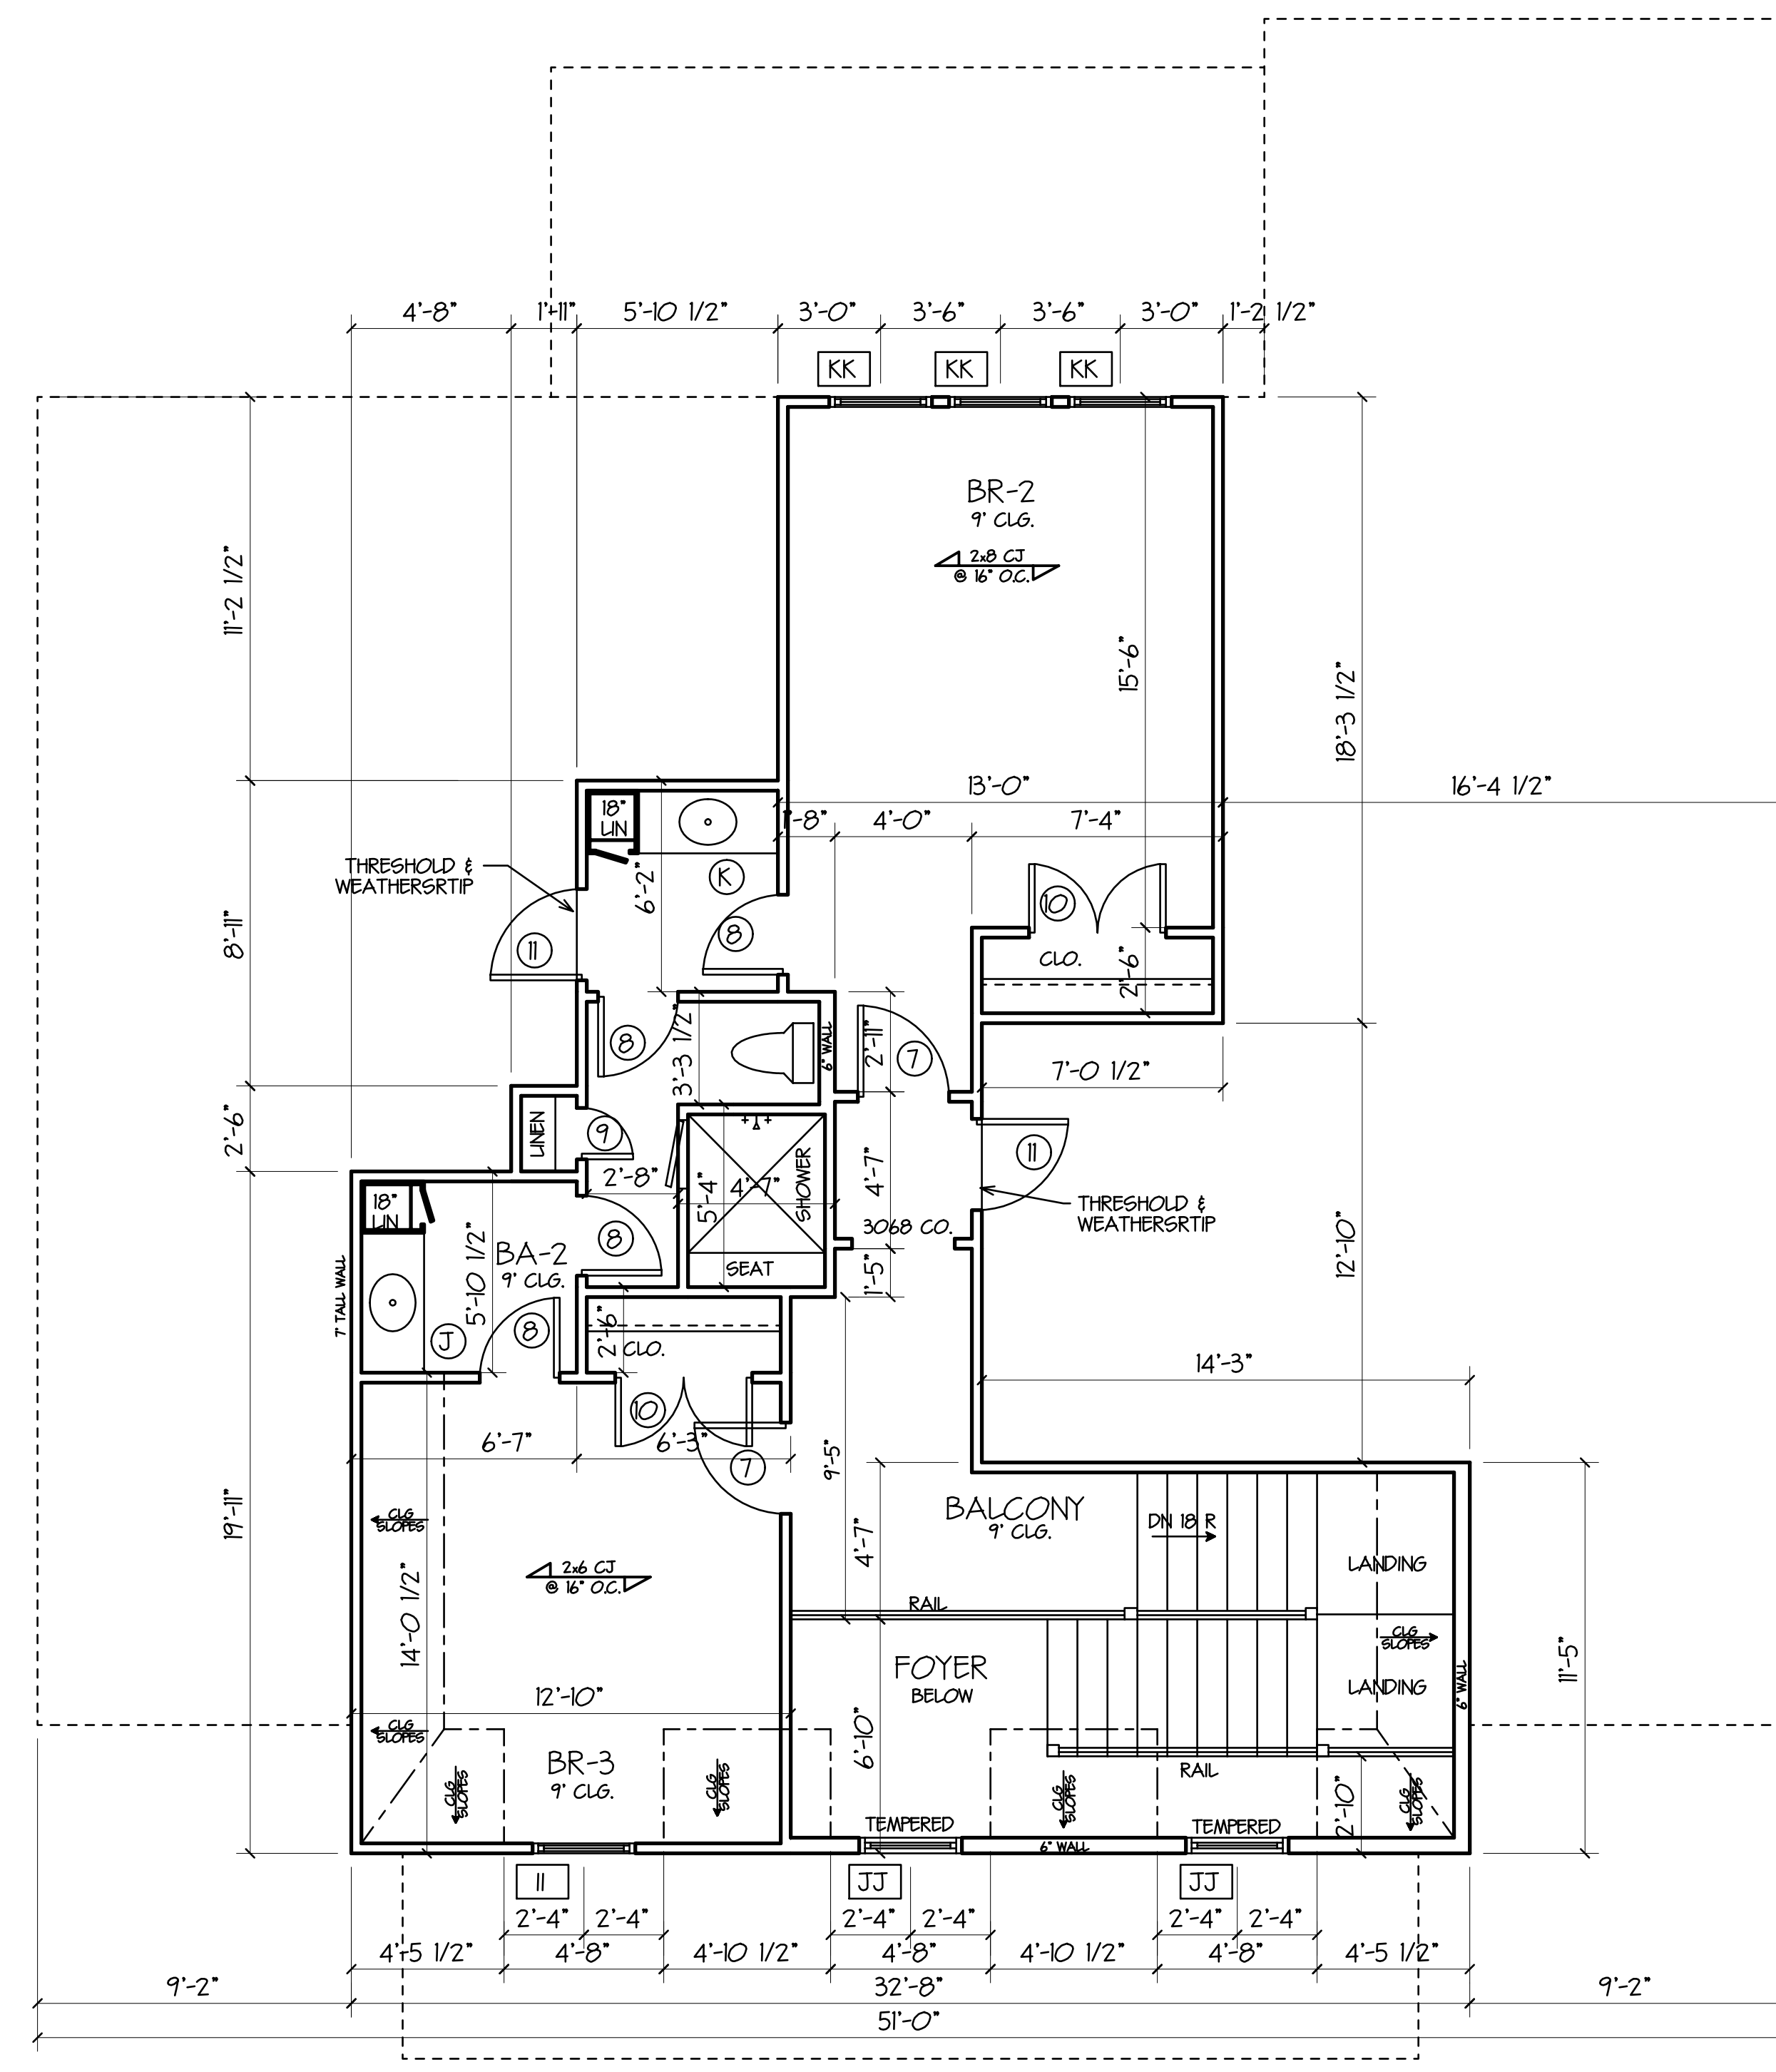 4'-8" 1'-11" 5'-10 1/2" 3'-0" 3'-6" 3'-6" 3'-0" 1'-2 1/2"
KK KK KK
BR-2
9' CLG.
2x8 CJ
@ 16" O.C.
11'-2 1/2"
15'-6"
18'-3 1/2"
13'-0"
16'-4 1/2"
1'-8" 4'-0" 7'-4"
18"
LIN
THRESHOLD &
WEATHERSRTIP
K
6'-2"
8
10
11
8'-11"
CLO.
2'-6"
8
3'-3 1/2"
6" WALL
2'-11"
7
7'-0 1/2"
2'-6"
LINEN
9
11
2'-8"
5'-4"
4'-7"
SHOWER
4'-7"
THRESHOLD &
WEATHERSRTIP
18"
LIN
3068 CO.
8
BA-2
9' CLG.
5'-10 1/2"
SEAT
1'-5"
12'-10"
7' TALL WALL
J
8
2'-6"
CLO.
14'-3"
10
6'-7" 6'-3"
7
9'-5"
19'-11"
CLG
SLOPES
BALCONY
9' CLG.
DN 18 R
4'-7"
LANDING
2x6 CJ
@ 16" O.C.
14'-0 1/2"
RAIL
CLG
SLOPES
FOYER
BELOW
LANDING
6" WALL
11'-5"
12'-10"
CLG
SLOPES
6'-10"
BR-3
9' CLG.
CLG
SLOPES
CLG
SLOPES
RAIL
CLG
SLOPES
2'-10"
CLG
SLOPES
TEMPERED
TEMPERED
6" WALL
II JJ JJ
2'-4" 2'-4" 2'-4" 2'-4" 2'-4" 2'-4"
4'-5 1/2" 4'-8" 4'-10 1/2" 4'-8" 4'-10 1/2" 4'-8" 4'-5 1/2"
9'-2" 32'-8" 9'-2"
51'-0"